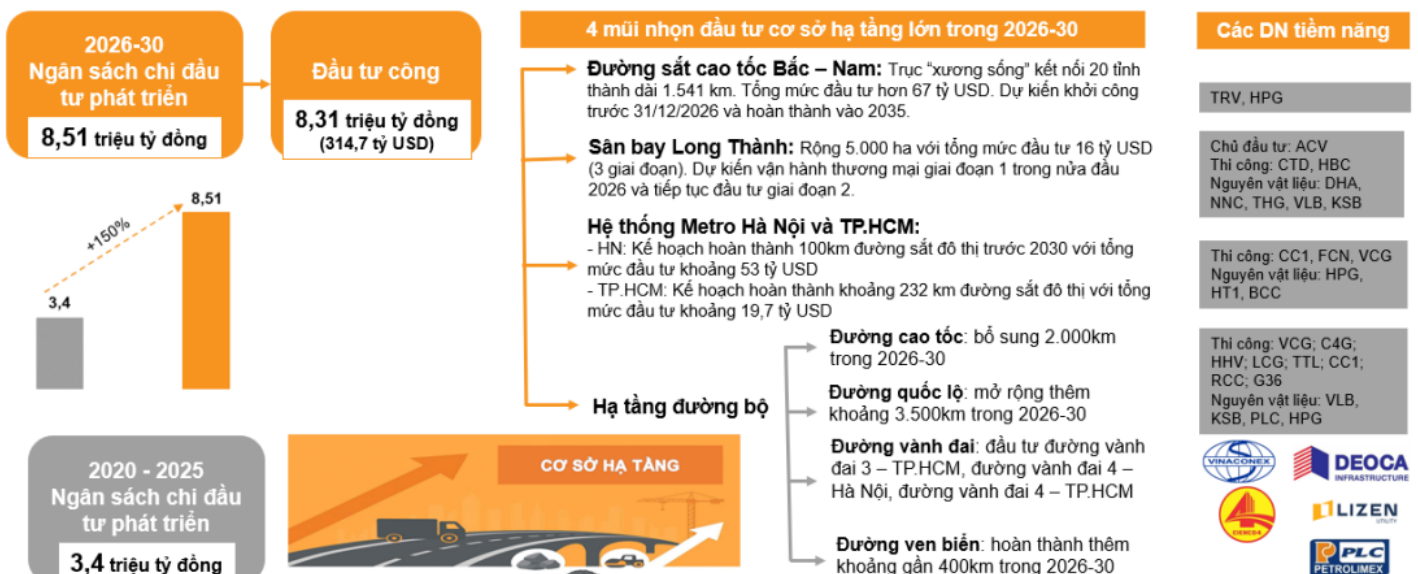 2026-30
Ngân sách chi đầu
tư phát triển
8,51 triệu tỷ đồng
Đầu tư công
8,31 triệu tỷ đồng
(314,7 tỷ USD)
8,51
+150%
3,4
2020 - 2025
Ngân sách chi đầu
tư phát triển
3,4 triệu tỷ đồng
CƠ SỞ HẠ TẦNG
4 mũi nhọn đầu tư cơ sở hạ tầng lớn trong 2026-30
Đường sắt cao tốc Bắc – Nam: Trục “xương sống” kết nối 20 tỉnh
thành dài 1.541 km. Tổng mức đầu tư hơn 67 tỷ USD. Dự kiến khởi công
trước 31/12/2026 và hoàn thành vào 2035.
Sân bay Long Thành: Rộng 5.000 ha với tổng mức đầu tư 16 tỷ USD
(3 giai đoạn). Dự kiến vận hành thương mại giai đoạn 1 trong nửa đầu
2026 và tiếp tục đầu tư giai đoạn 2.
Hệ thống Metro Hà Nội và TP.HCM:
- HN: Kế hoạch hoàn thành 100km đường sắt đô thị trước 2030 với tổng
mức đầu tư khoảng 53 tỷ USD
- TP.HCM: Kế hoạch hoàn thành khoảng 232 km đường sắt đô thị với tổng
mức đầu tư khoảng 19,7 tỷ USD
Hạ tầng đường bộ
Đường cao tốc: bổ sung 2.000km
trong 2026-30
Đường quốc lộ: mở rộng thêm
khoảng 3.500km trong 2026-30
Đường vành đai: đầu tư đường vành
đai 3 – TP.HCM, đường vành đai 4 –
Hà Nội, đường vành đai 4 – TP.HCM
Đường ven biển: hoàn thành thêm
khoảng gần 400km trong 2026-30
Các DN tiềm năng
TRV, HPG
Chủ đầu tư: ACV
Thi công: CTD, HBC
Nguyên vật liệu: DHA,
NNC, THG, VLB, KSB
Thi công: CC1, FCN, VCG
Nguyên vật liệu: HPG,
HT1, BCC
Thi công: VCG; C4G;
HHV; LCG; TTL; CC1;
RCC; G36
Nguyên vật liệu: VLB,
KSB, PLC, HPG
VINACONEX
DEOCA
INFRASTRUCTURE
CIENCO4
LIZEN
UTILITY
PLC
PETROLIMEX